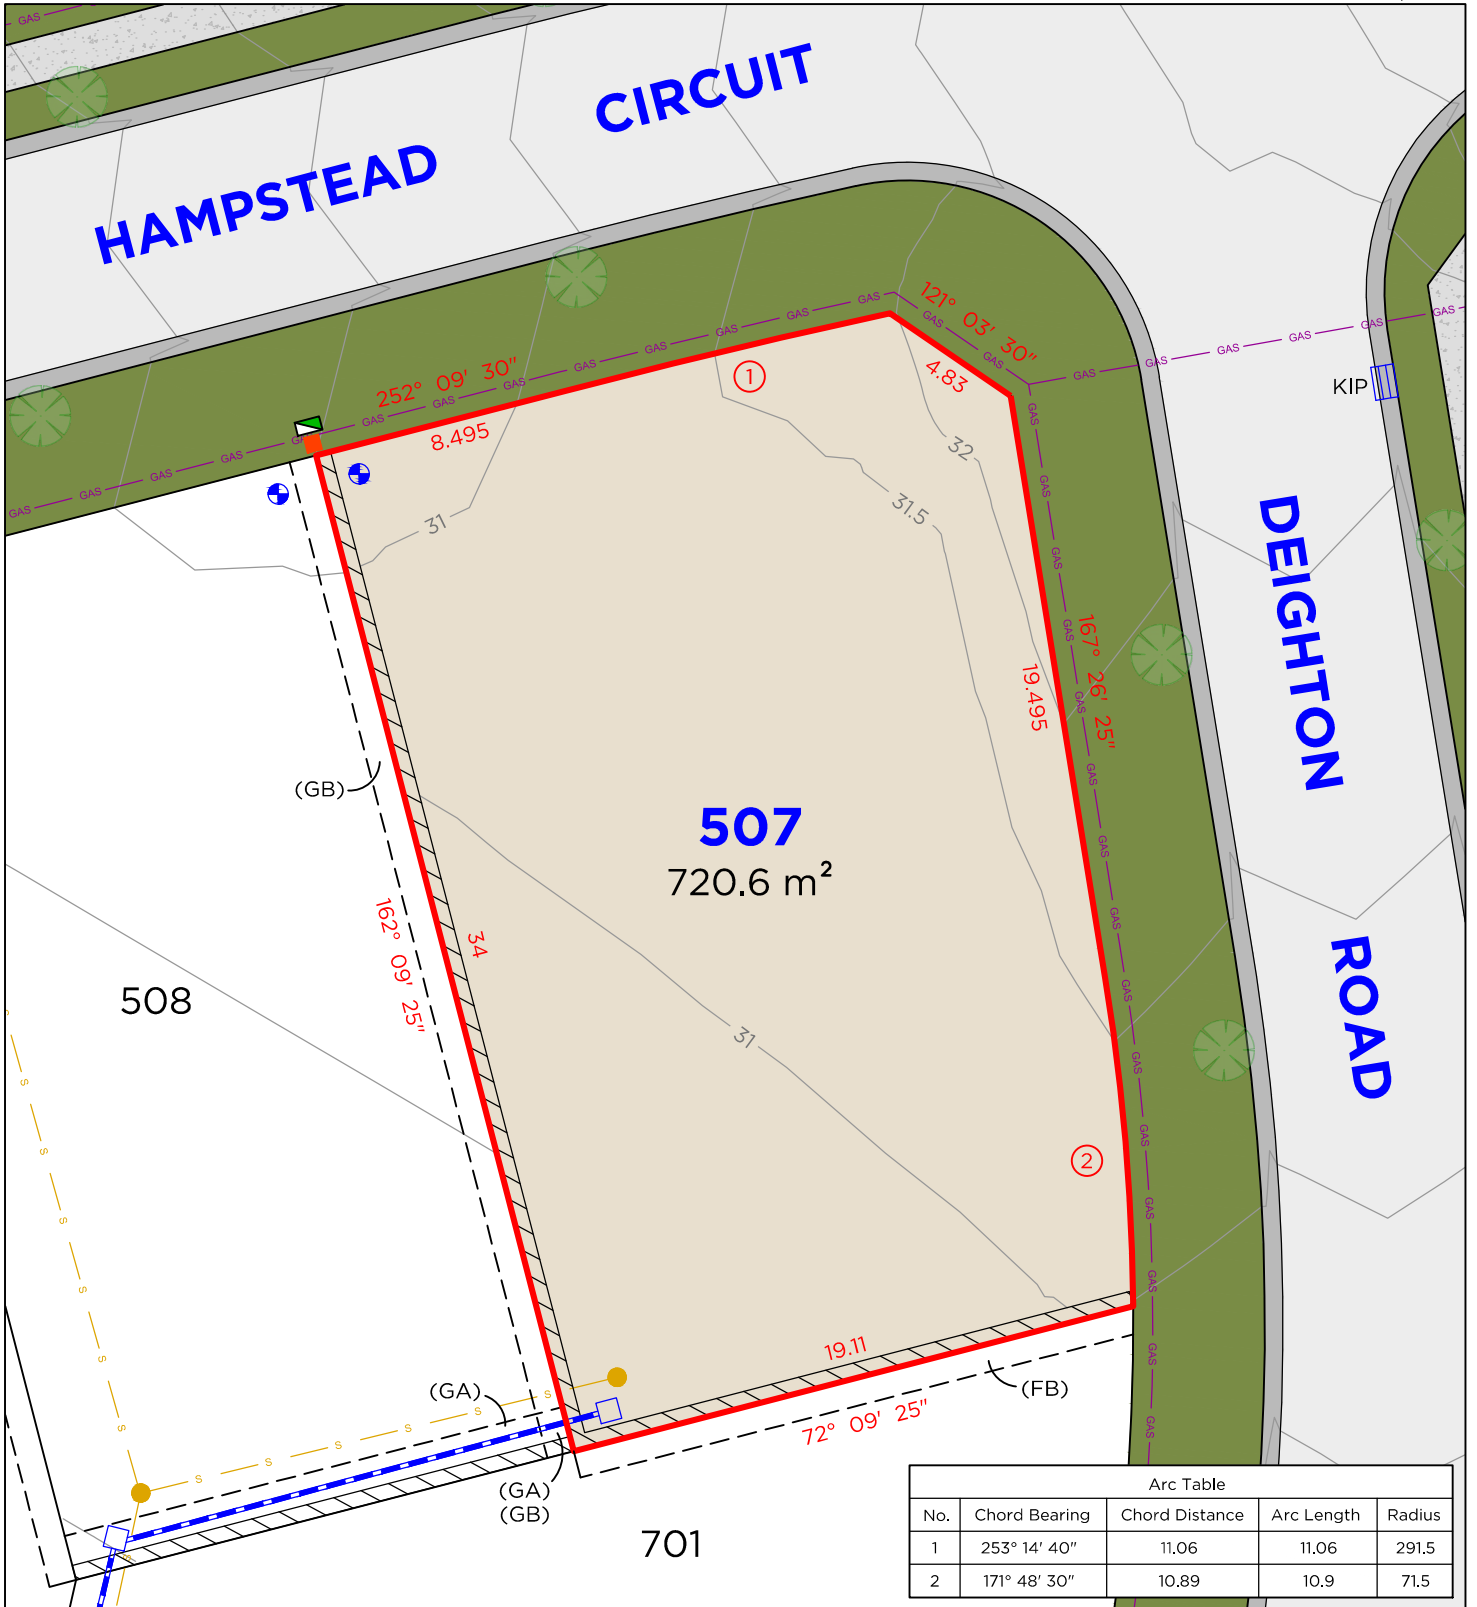 HAMPSTEAD CIRCUIT
GAS
252° 09' 30"
8.495
1
121° 03' 30"
4.83
KIP
32
31.5
31
DEIGHTON ROAD
167° 26' 25"
19.495
(GB)
507
720.6 m²
162° 09' 25"
34
508
31
2
19.11
72° 09' 25"
(FB)
(GA)
(GA)
(GB)
S
701
Arc Table
No. Chord Bearing Chord Distance Arc Length Radius
1 253° 14' 40" 11.06 11.06 291.5
2 171° 48' 30" 10.89 10.9 71.5